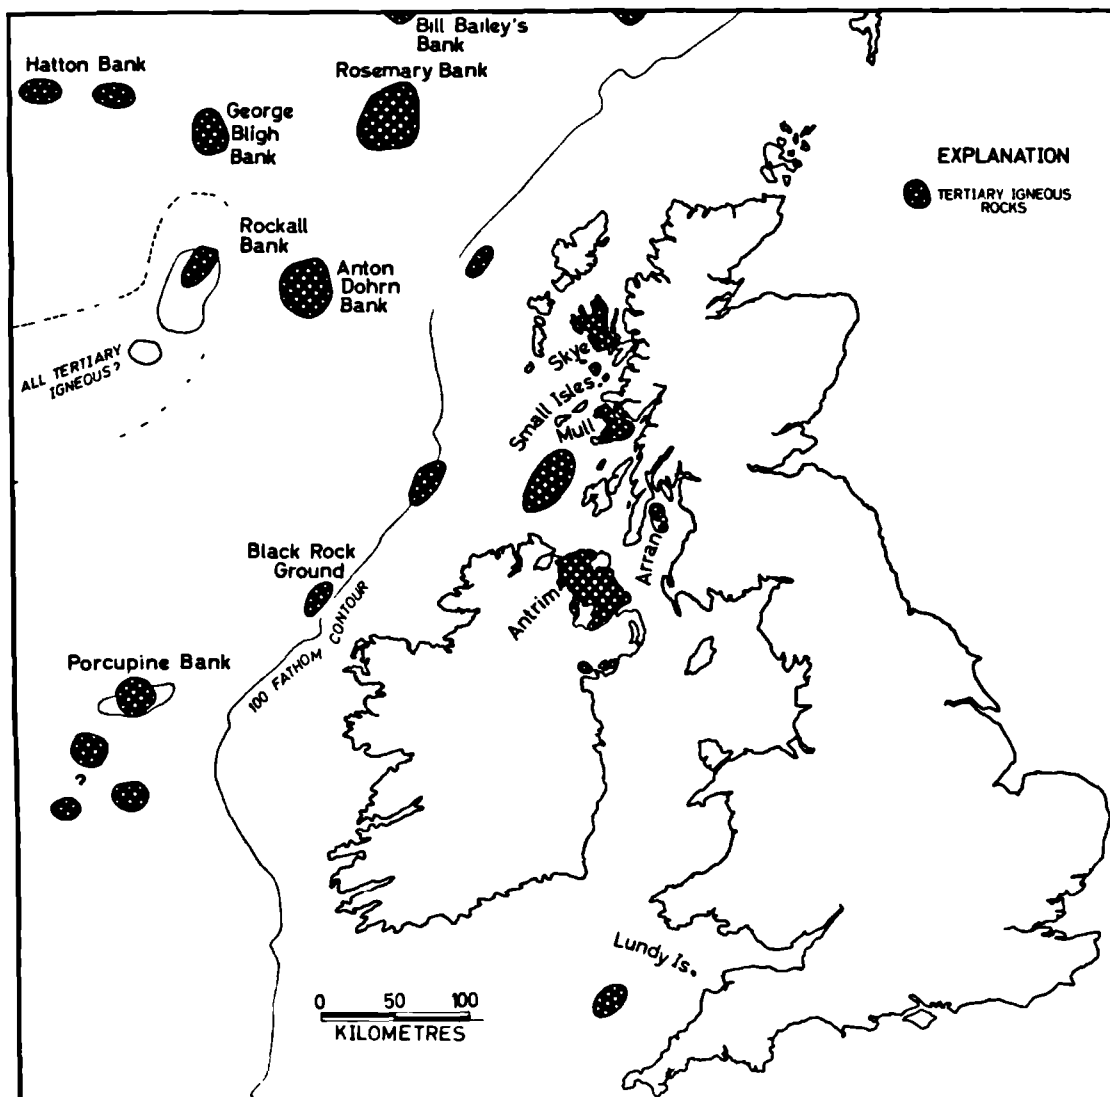 Bill Bailey's
Bank
Hatton Bank
Rosemary Bank
George
Bligh
Bank
EXPLANATION
TERTIARY IGNEOUS
ROCKS
Rockall
Bank
Anton
Dohrn
Bank
ALL TERTIARY
IGNEOUS?
Skye
Small Isles
Mull
Arran
Black Rock
Ground
Antrim
100 FATHOM CONTOUR
Porcupine Bank
?
Lundy Is.
0 50 100
KILOMETRES